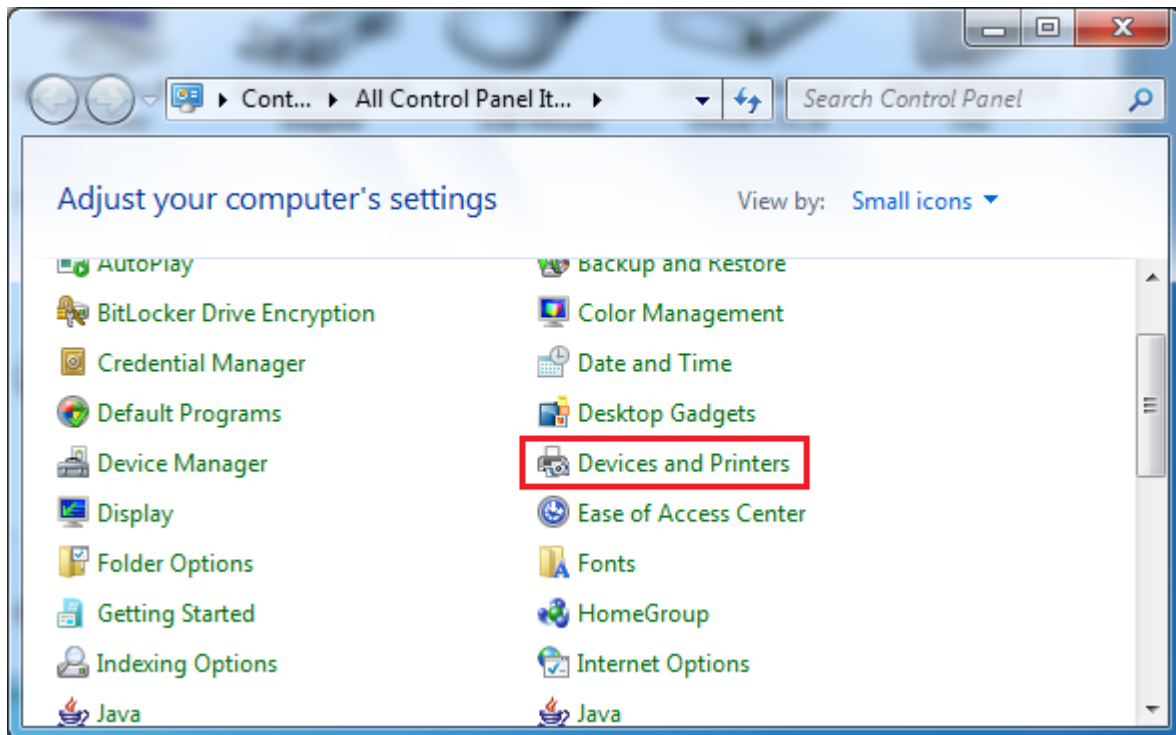 Cont... All Control Panel It...
Search Control Panel
Adjust your computer's settings
View by: Small icons
AutoPlay
Backup and Restore
BitLocker Drive Encryption
Color Management
Credential Manager
Date and Time
Default Programs
Desktop Gadgets
Device Manager
Devices and Printers
Display
Ease of Access Center
Folder Options
Fonts
Getting Started
HomeGroup
Indexing Options
Internet Options
Java
Java